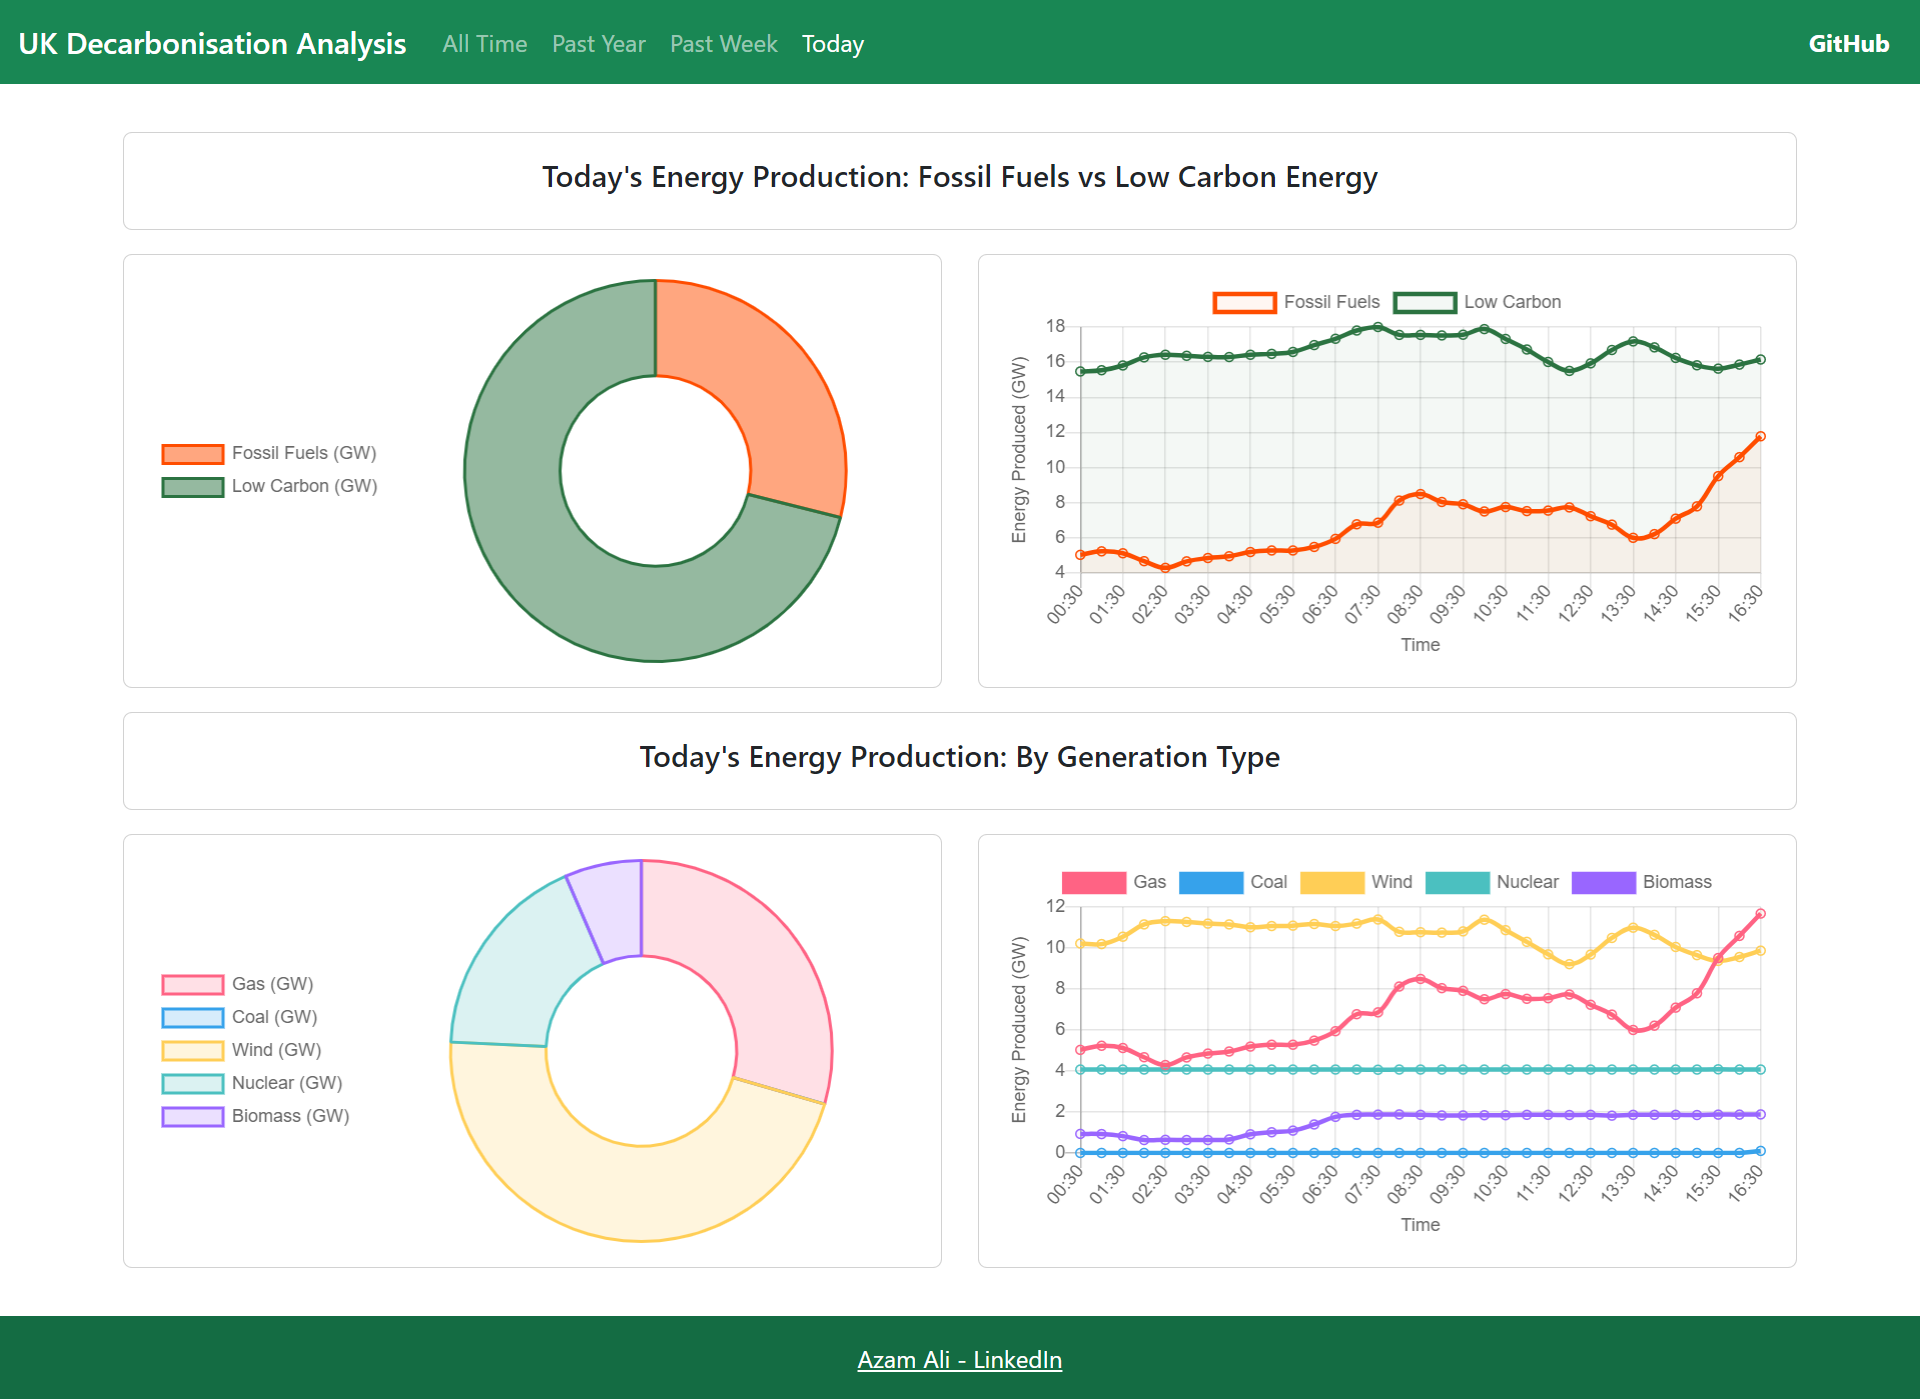 UK Decarbonisation Analysis All Time Past Year Past Week Today GitHub
Today's Energy Production: Fossil Fuels vs Low Carbon Energy
Fossil Fuels (GW)
Low Carbon (GW)
Fossil Fuels Low Carbon
Energy Produced (GW)
18
16
14
12
10
8
6
4
00:30 01:30 02:30 03:30 04:30 05:30 06:30 07:30 08:30 09:30 10:30 11:30 12:30 13:30 14:30 15:30 16:30
Time
Today's Energy Production: By Generation Type
Gas (GW)
Coal (GW)
Wind (GW)
Nuclear (GW)
Biomass (GW)
Gas Coal Wind Nuclear Biomass
Energy Produced (GW)
12
10
8
6
4
2
0
00:30 01:30 02:30 03:30 04:30 05:30 06:30 07:30 08:30 09:30 10:30 11:30 12:30 13:30 14:30 15:30 16:30
Time
Azam Ali - LinkedIn